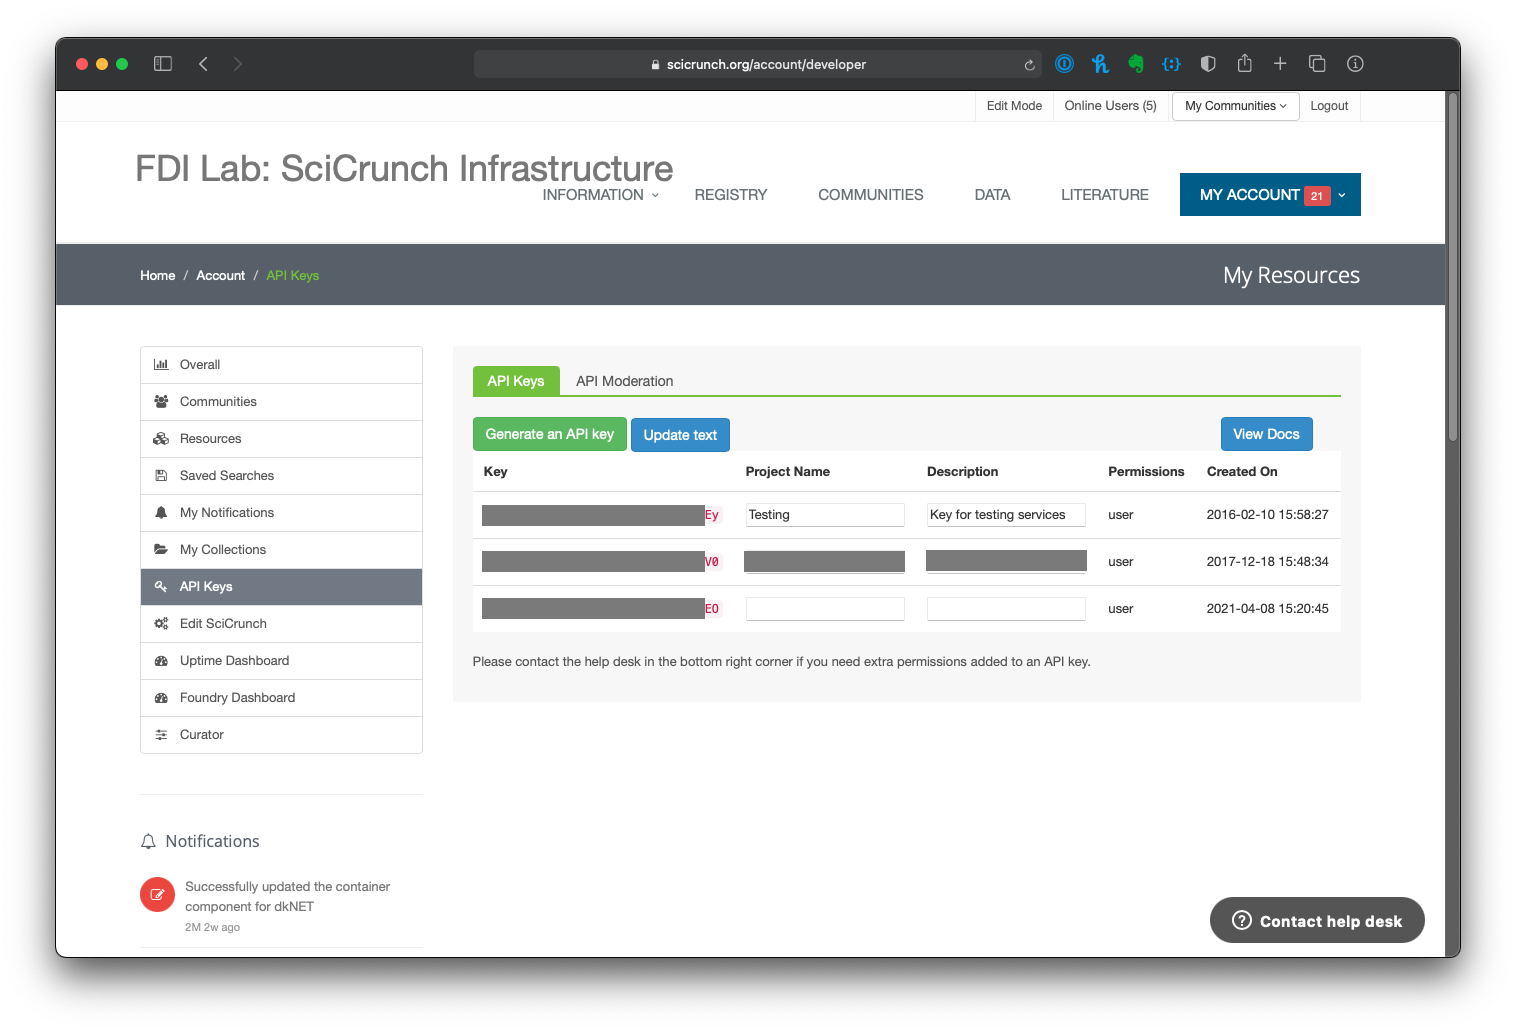 scicrunch.org/account/developer
Edit Mode Online Users (5) My Communities Logout
FDI Lab: SciCrunch Infrastructure
INFORMATION REGISTRY COMMUNITIES DATA LITERATURE MY ACCOUNT 21
Home / Account / API Keys
My Resources
Overall
Communities
Resources
Saved Searches
My Notifications
My Collections
API Keys
Edit SciCrunch
Uptime Dashboard
Foundry Dashboard
Curator
Notifications
Successfully updated the container
component for dkNET
2M 2w ago
API Keys API Moderation
Generate an API key Update text View Docs
Key Project Name Description Permissions Created On
Ey Testing Key for testing services user 2016-02-10 15:58:27
V0 user 2017-12-18 15:48:34
EO user 2021-04-08 15:20:45
Please contact the help desk in the bottom right corner if you need extra permissions added to an API key.
Contact help desk